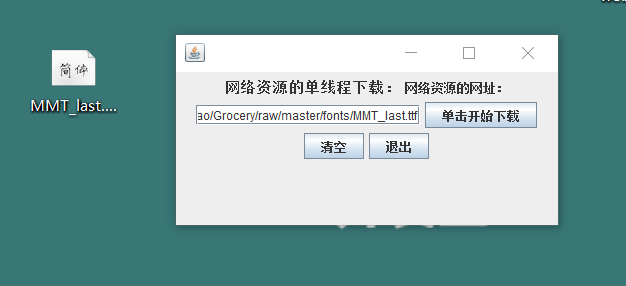 简体
MMT_last....
网络资源的单线程下载：网络资源的网址：
ao/Grocery/raw/master/fonts/MMT_last.ttf 单击开始下载
清空 退出